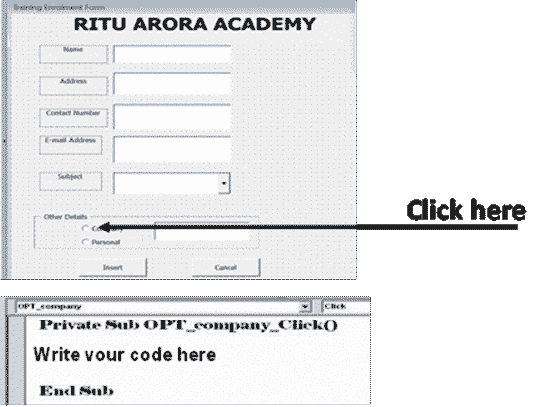 Training Enrolment Form
RITU ARORA ACADEMY
Name
Address
Contact Number
E-mail Address
Subject
Other Details
Click here
Personal
Insert Cancel
OPT_company Click
Private Sub OPT_company_Click()
Write your code here
End Sub